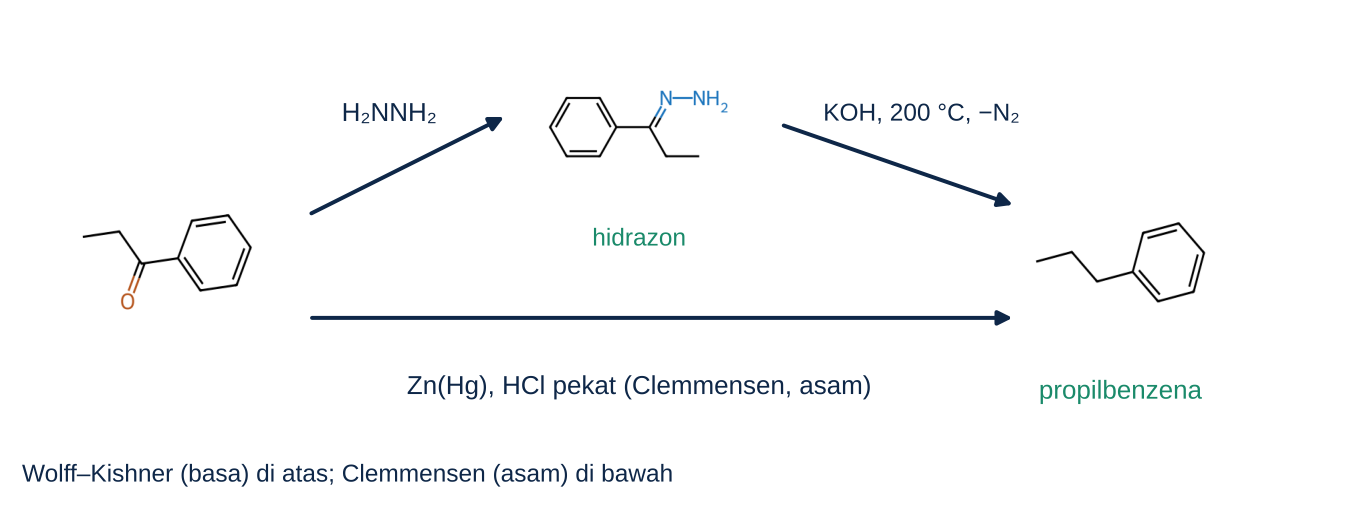 H₂NNH₂
N—NH₂
KOH, 200 °C, −N₂
hidrazon
O
Zn(Hg), HCl pekat (Clemmensen, asam)
propilbenzena
Wolff–Kishner (basa) di atas; Clemmensen (asam) di bawah